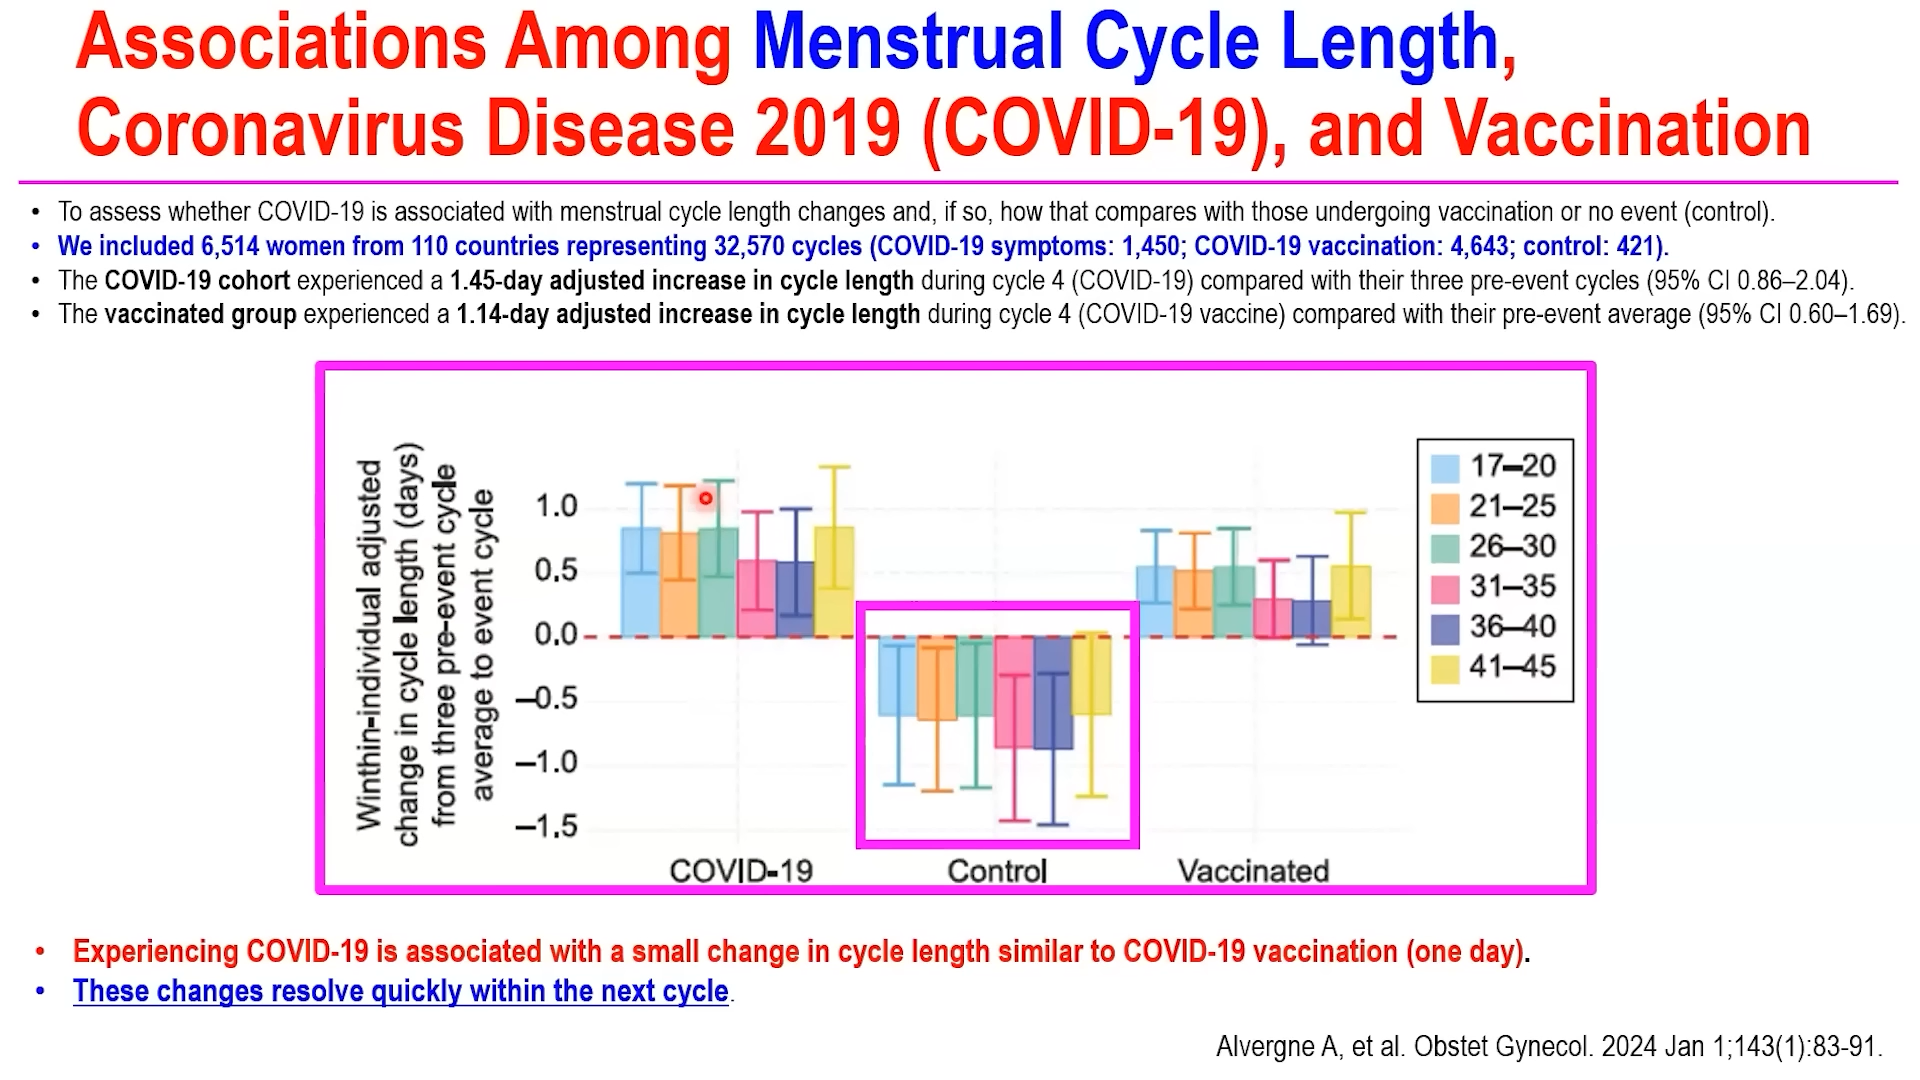 Associations Among Menstrual Cycle Length,
Coronavirus Disease 2019 (COVID-19), and Vaccination
• To assess whether COVID-19 is associated with menstrual cycle length changes and, if so, how that compares with those undergoing vaccination or no event (control).
• We included 6,514 women from 110 countries representing 32,570 cycles (COVID-19 symptoms: 1,450; COVID-19 vaccination: 4,643; control: 421).
• The COVID-19 cohort experienced a 1.45-day adjusted increase in cycle length during cycle 4 (COVID-19) compared with their three pre-event cycles (95% CI 0.86–2.04).
• The vaccinated group experienced a 1.14-day adjusted increase in cycle length during cycle 4 (COVID-19 vaccine) compared with their pre-event average (95% CI 0.60–1.69).
Winthin-individual adjusted
change in cycle length (days)
from three pre-event cycle
average to event cycle
1.0
0.5
0.0
–0.5
–1.0
–1.5
COVID-19
Control
Vaccinated
17–20
21–25
26–30
31–35
36–40
41–45
• Experiencing COVID-19 is associated with a small change in cycle length similar to COVID-19 vaccination (one day).
• These changes resolve quickly within the next cycle.
Alvergne A, et al. Obstet Gynecol. 2024 Jan 1;143(1):83-91.